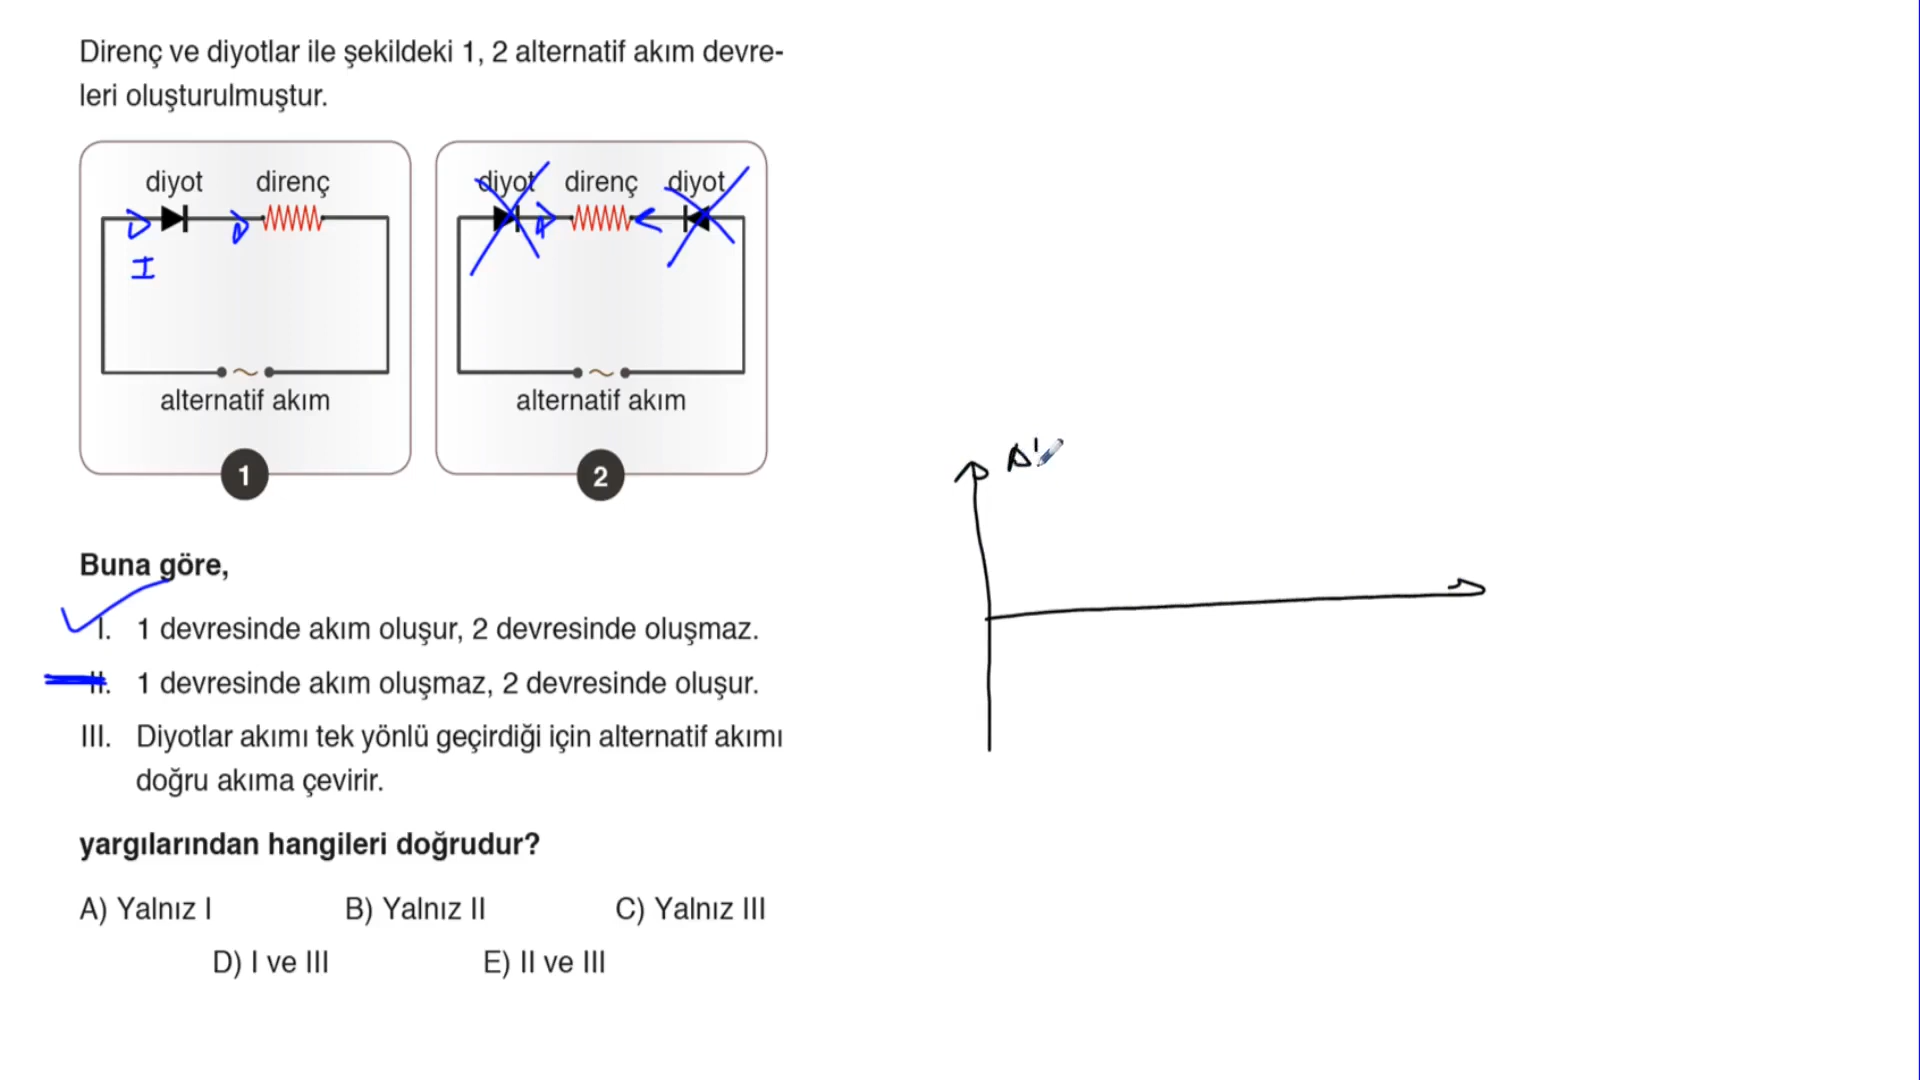 Direnç ve diyotlar ile şekildeki 1, 2 alternatif akım devre-
leri oluşturulmuştur.
diyot direnç
I
alternatif akım
1
diyot direnç diyot
alternatif akım
2
Buna göre,
I. 1 devresinde akım oluşur, 2 devresinde oluşmaz.
II. 1 devresinde akım oluşmaz, 2 devresinde oluşur.
III. Diyotlar akımı tek yönlü geçirdiği için alternatif akımı
doğru akıma çevirir.
yargılarından hangileri doğrudur?
A) Yalnız I B) Yalnız II C) Yalnız III
D) I ve III E) II ve III